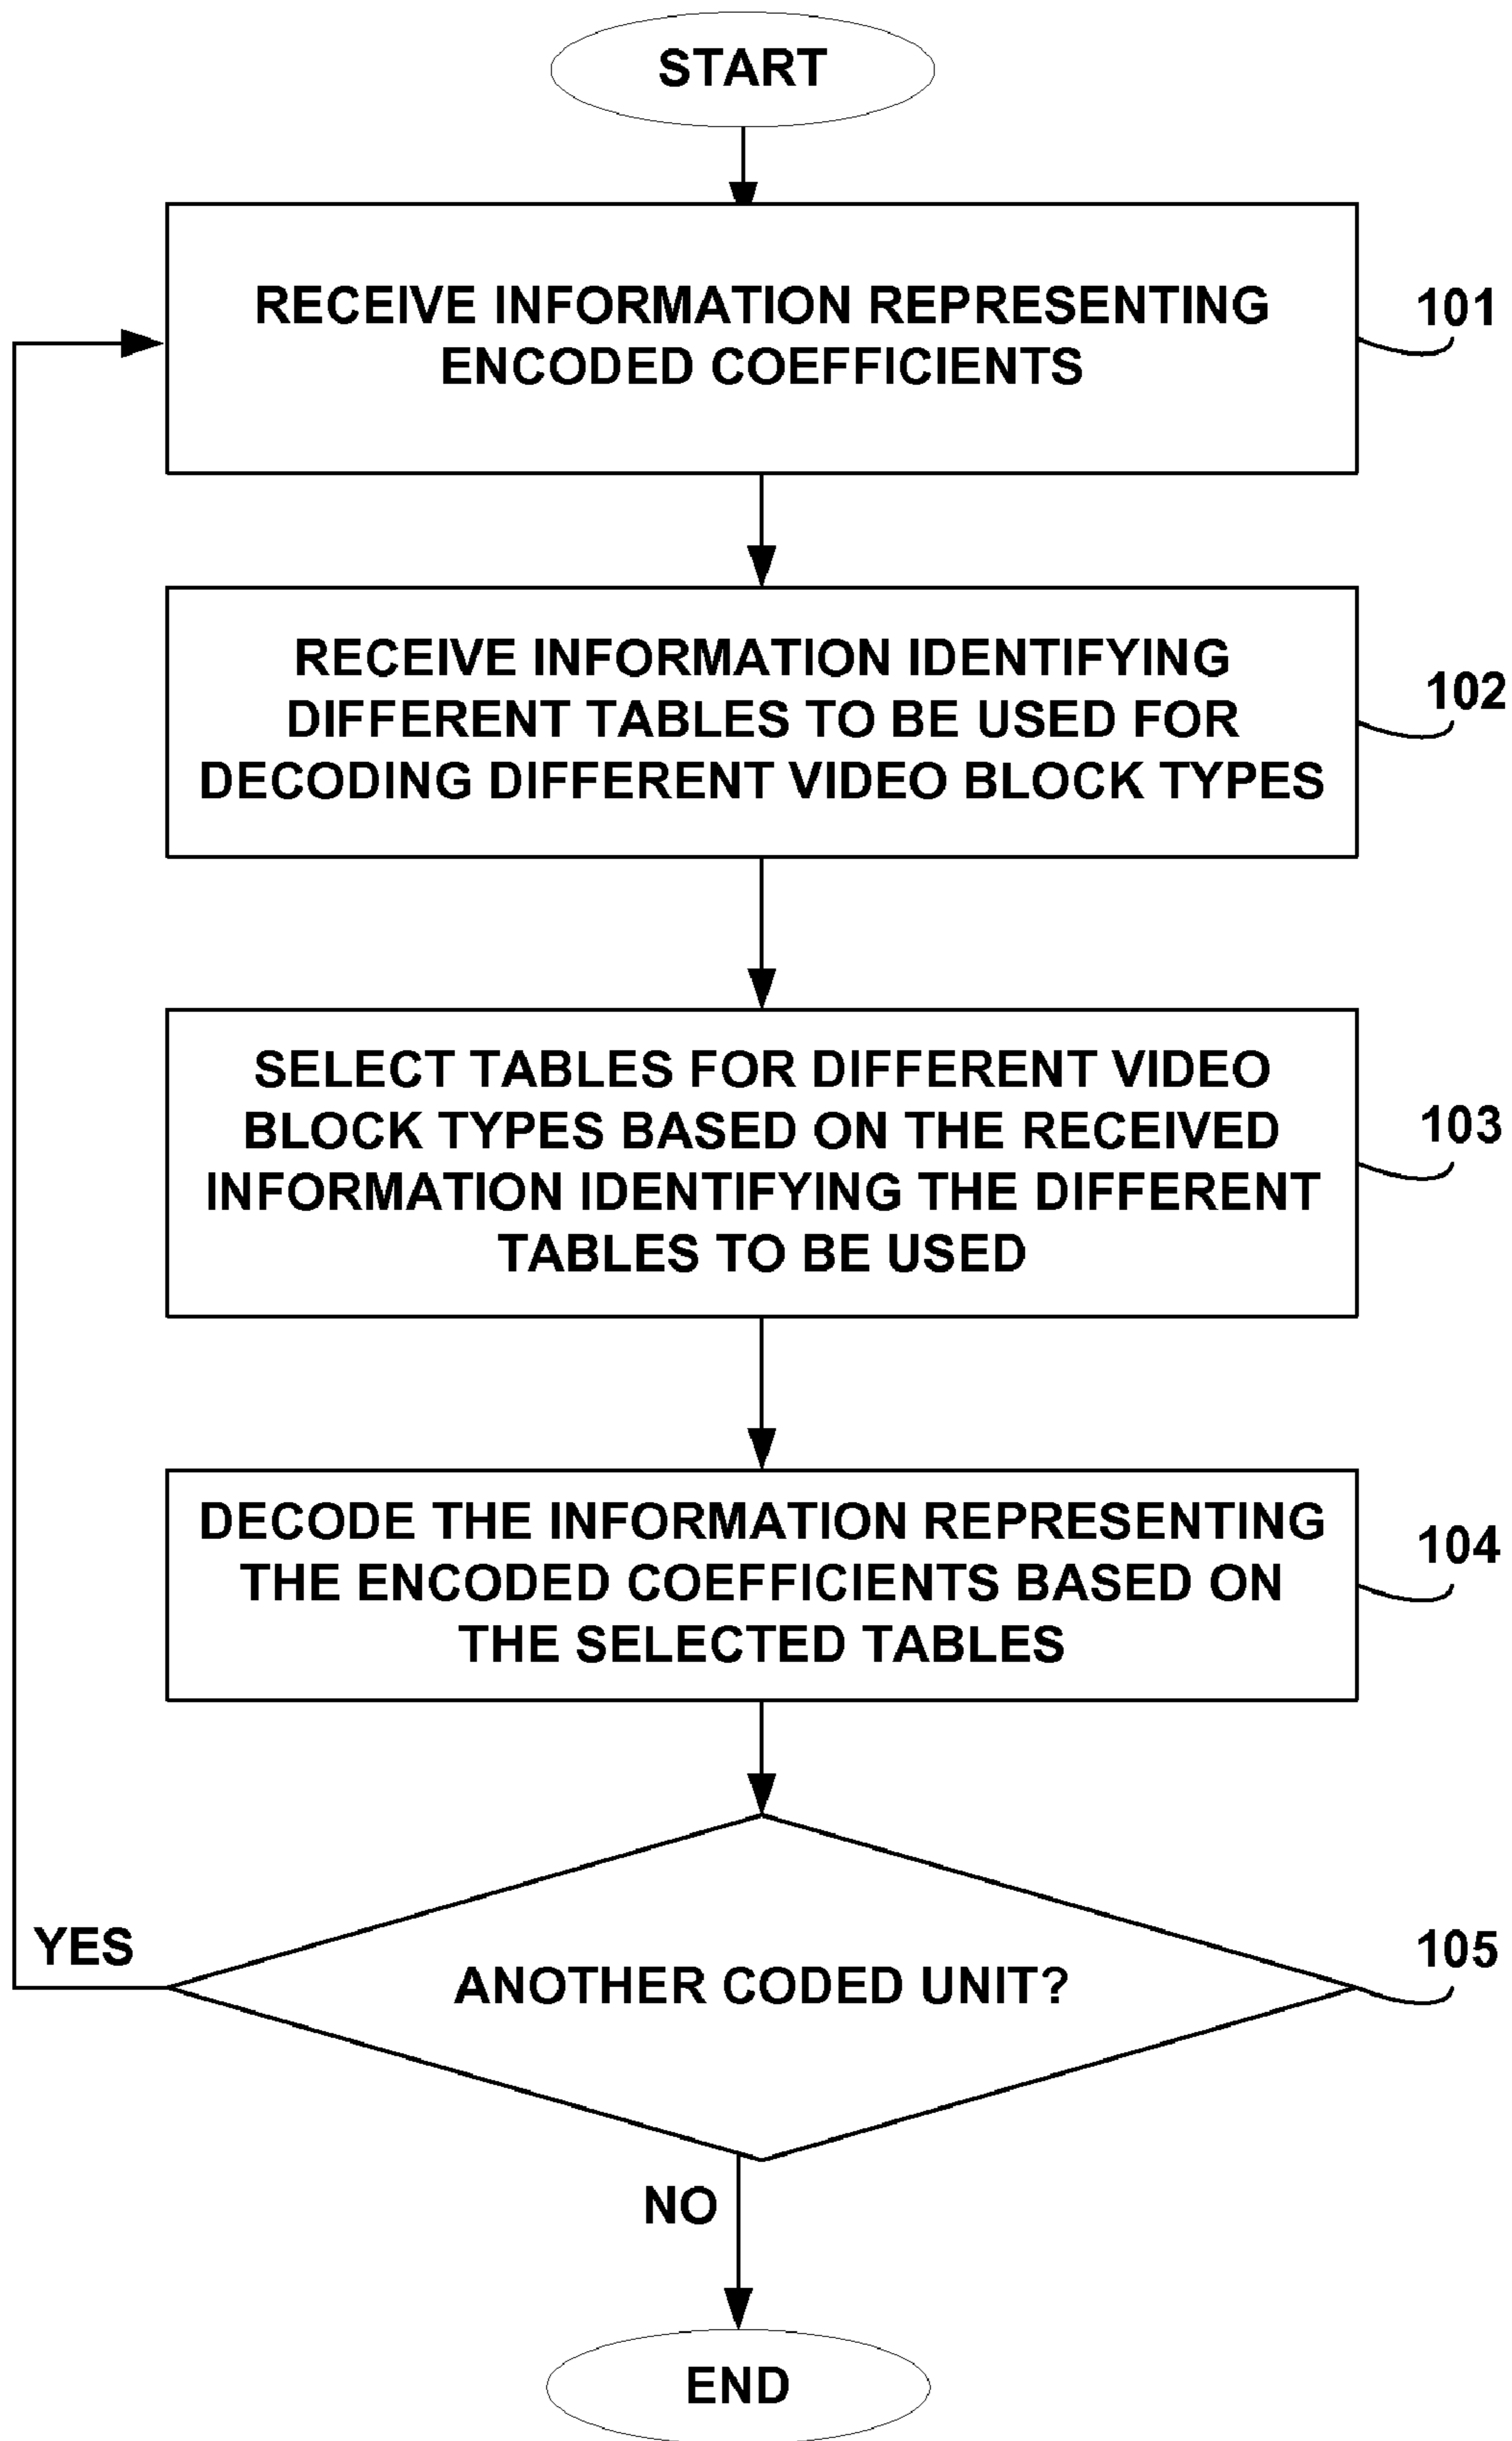 START
RECEIVE INFORMATION REPRESENTING
ENCODED COEFFICIENTS
101
RECEIVE INFORMATION IDENTIFYING
DIFFERENT TABLES TO BE USED FOR
DECODING DIFFERENT VIDEO BLOCK TYPES
102
SELECT TABLES FOR DIFFERENT VIDEO
BLOCK TYPES BASED ON THE RECEIVED
INFORMATION IDENTIFYING THE DIFFERENT
TABLES TO BE USED
103
DECODE THE INFORMATION REPRESENTING
THE ENCODED COEFFICIENTS BASED ON
THE SELECTED TABLES
104
YES
ANOTHER CODED UNIT?
105
NO
END